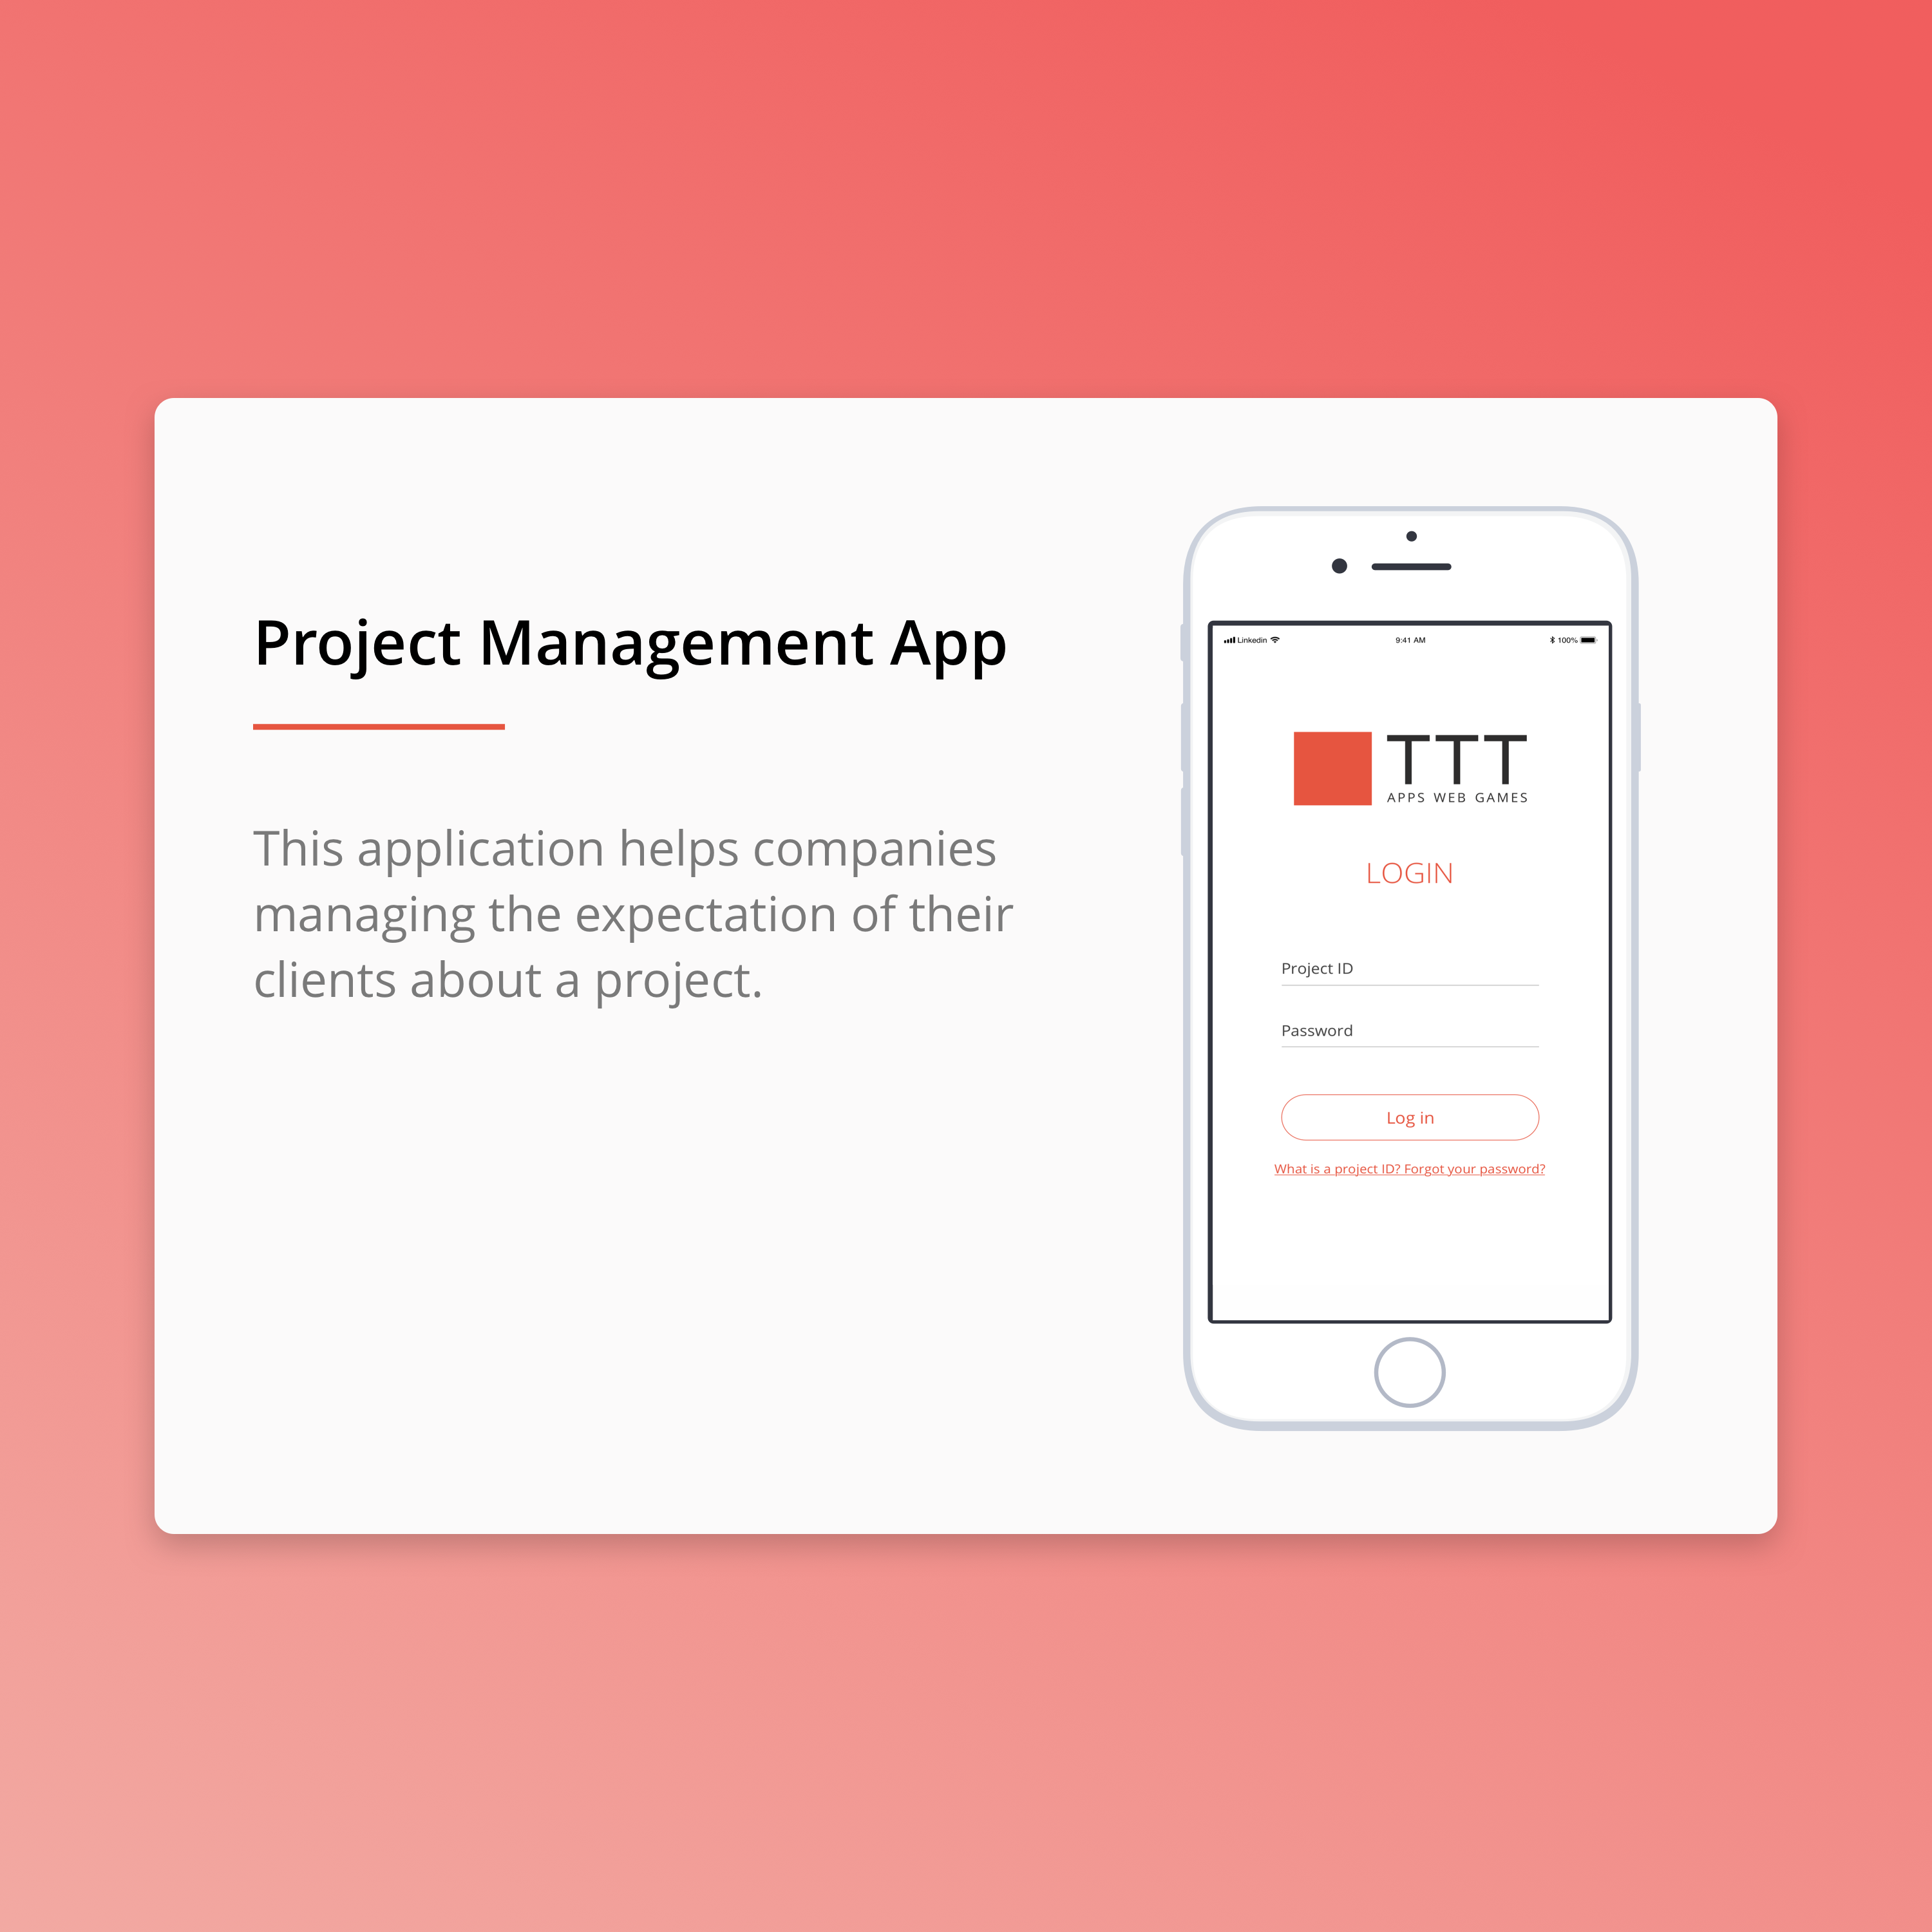 Project Management App
This application helps companies
managing the expectation of their
clients about a project.
Linkedin 9:41 AM 100%
TTT
APPS WEB GAMES
LOGIN
Project ID
Password
Log in
What is a project ID? Forgot your password?